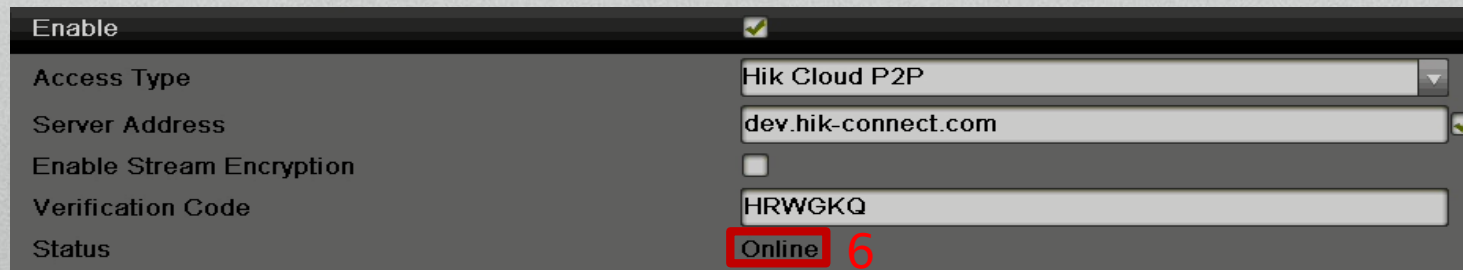 Enable
Access Type Hik Cloud P2P
Server Address dev.hik-connect.com
Enable Stream Encryption
Verification Code HRWGKQ
Status Online 6